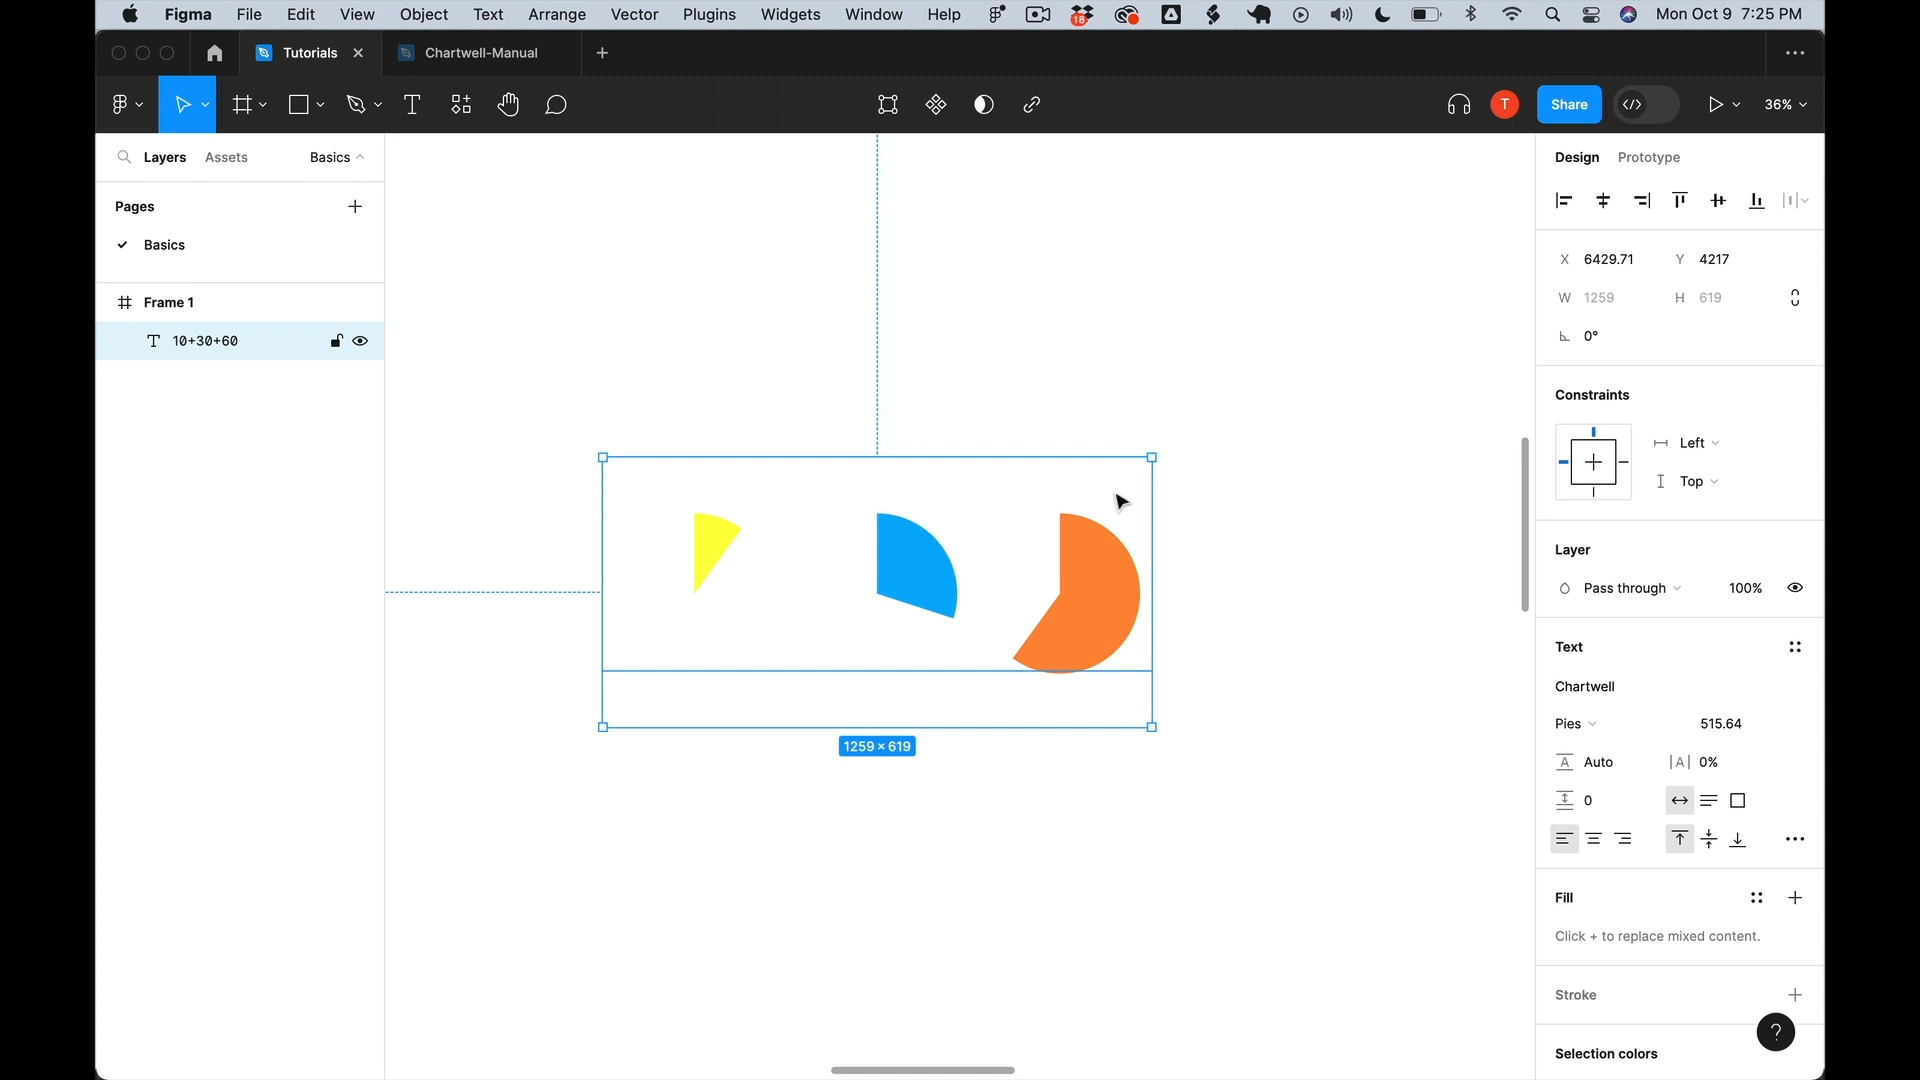 Figma File Edit View Object Text Arrange Vector Plugins Widgets Window Help 18 Mon Oct 9 7:25 PM
Tutorials Chartwell-Manual
T Share 36%
Layers Assets Basics
Pages
Basics
Frame 1
10+30+60
1259 × 619
Design Prototype
X 6429.71 Y 4217
W 1259 H 619
0°
Constraints
Left
Top
Layer
Pass through 100%
Text
Chartwell
Pies 515.64
Auto 0%
0
Fill
Click + to replace mixed content.
Stroke
?
Selection colors